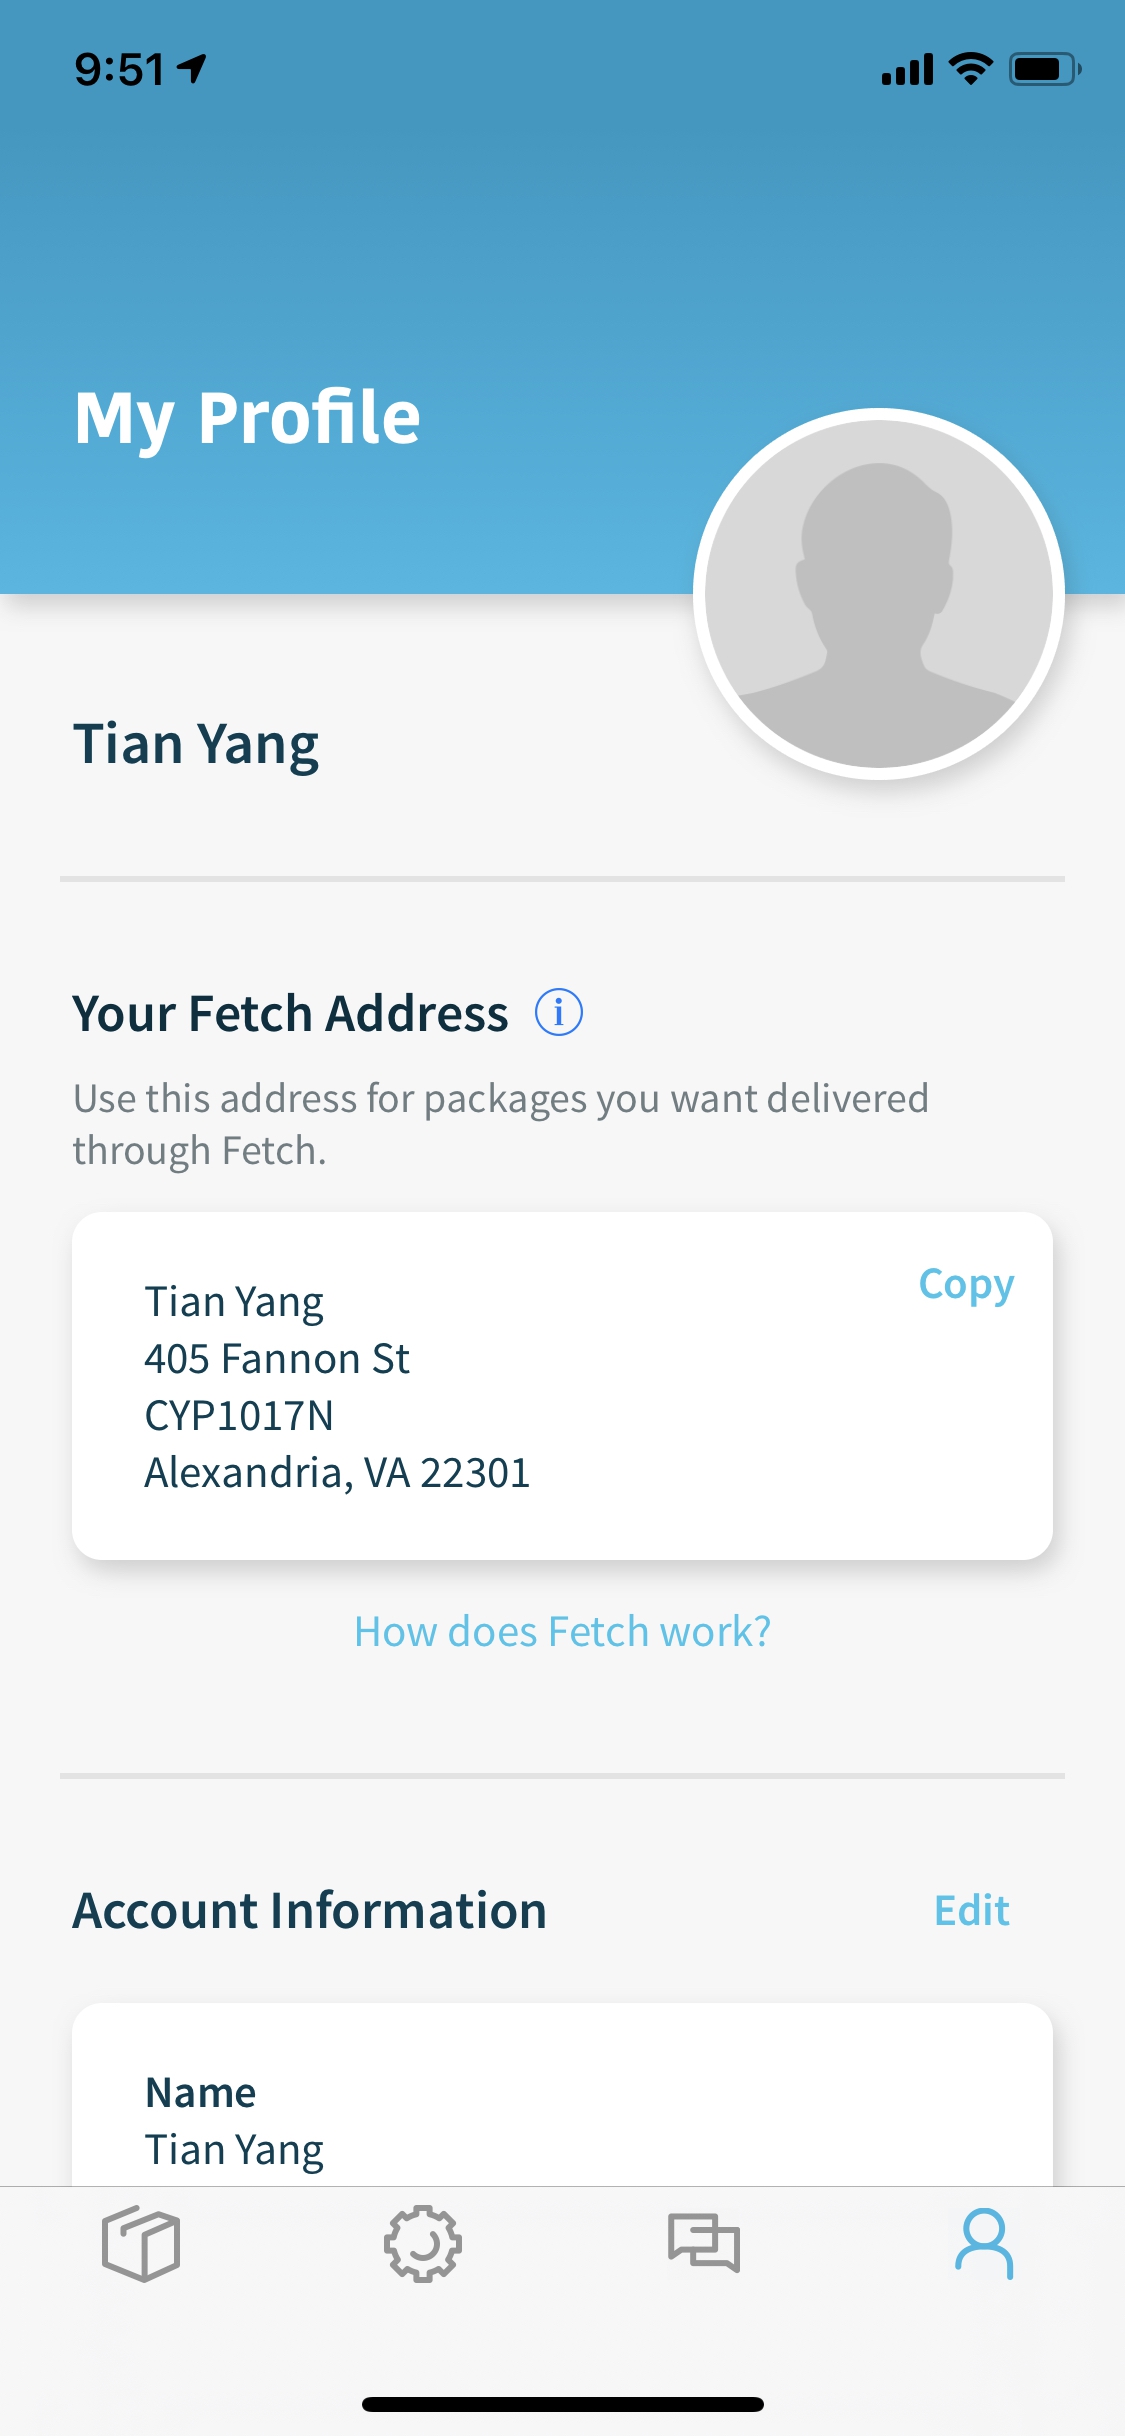 9:51
My Profile
Tian Yang
Your Fetch Address
Use this address for packages you want delivered
through Fetch.
Copy
Tian Yang
405 Fannon St
CYP1017N
Alexandria, VA 22301
How does Fetch work?
Account Information
Edit
Name
Tian Yang